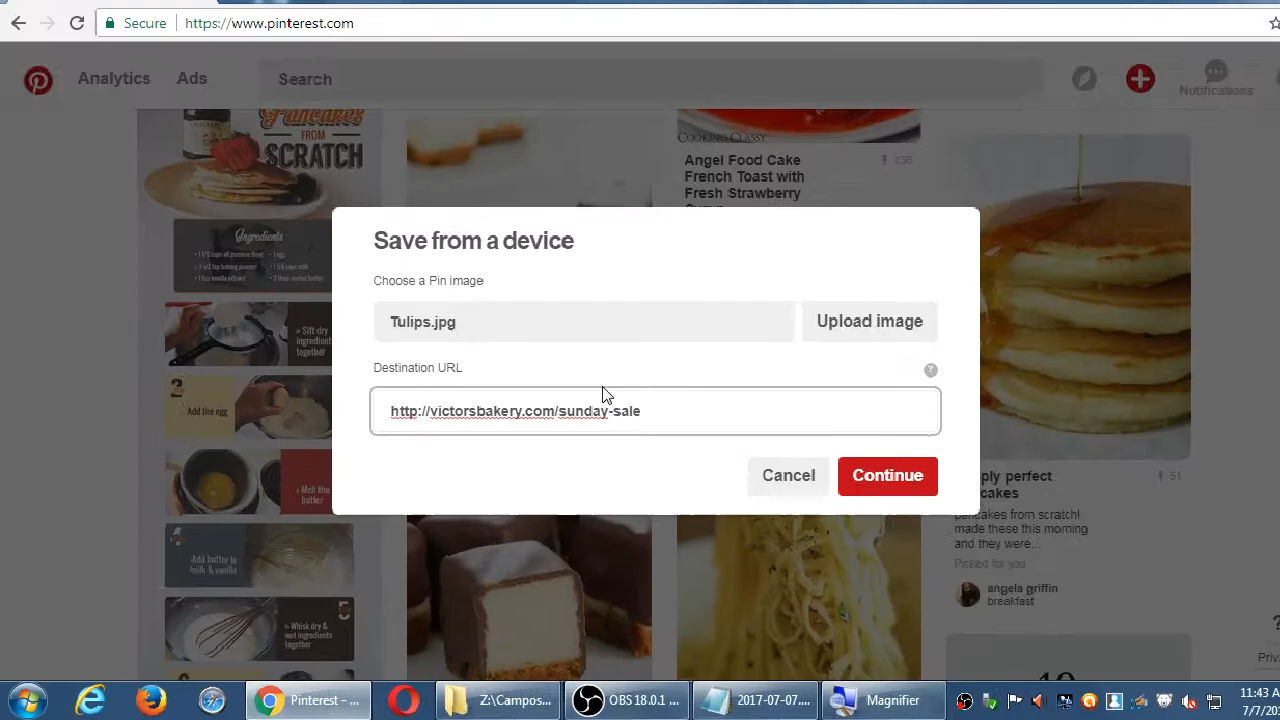 Secure
https://www.pinterest.com
Analytics
Ads
Search
Notifications
Pancakes
FROM
SCRATCH
Ingredients
COOKING CLASSY
Angel Food Cake
French Toast with
Fresh Strawberry
Save from a device
Choose a Pin image
Tulips.jpg
Upload image
Destination URL
?
http://victorsbakery.com/sunday-sale
Cancel
Continue
» Sift dry
ingredients
together
2
Add the egg
» Melt the
butter
4
Add butter to
milk & vanilla
5
» Whisk dry &
wet ingredients
together
perfect
51
pancakes from scratch!
made these this morning
and they were...
Picked for you
angela griffin
breakfast
Pinterest - ...
Z:\Campos...
OBS 18.0.1 ...
2017-07-07...
Magnifier
11:43 A
7/7/20